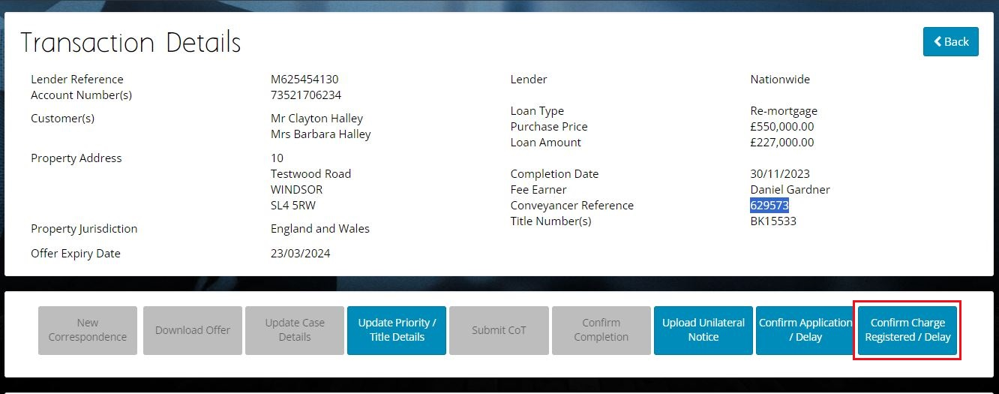 Transaction Details
Back
Lender Reference M625454130 Lender Nationwide
Account Number(s) 73521706234
Loan Type Re-mortgage
Customer(s) Mr Clayton Halley
Purchase Price £550,000.00
Mrs Barbara Halley
Loan Amount £227,000.00
Property Address 10
Testwood Road Completion Date 30/11/2023
WINDSOR Fee Earner Daniel Gardner
SL4 5RW Conveyancer Reference 629573
Title Number(s) BK15533
Property Jurisdiction England and Wales
Offer Expiry Date 23/03/2024
New
Correspondence
Download Offer
Update Case
Details
Update Priority /
Title Details
Submit CoT
Confirm
Completion
Upload Unilateral
Notice
Confirm Application
/ Delay
Confirm Charge
Registered / Delay